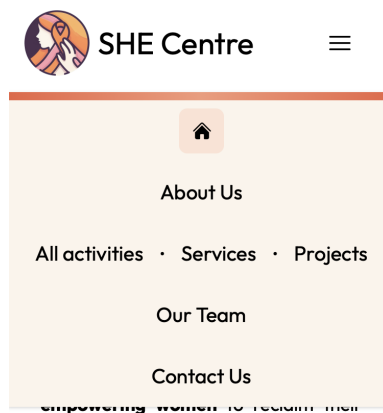 SHE Centre
About Us
All activities · Services · Projects
Our Team
Contact Us
empowering women to reclaim their